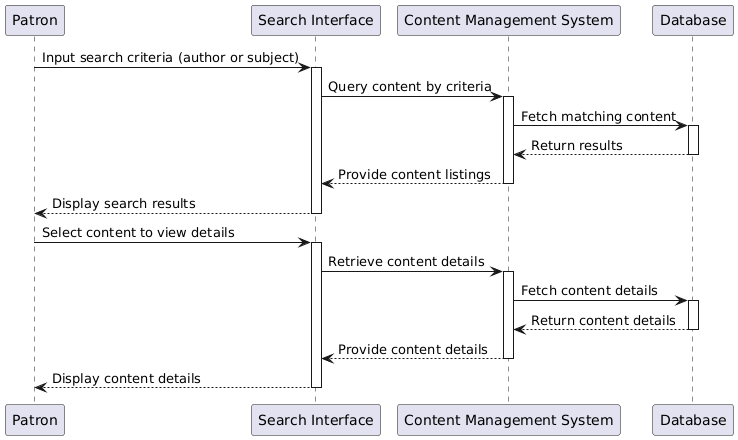 Patron
Search Interface
Content Management System
Database
Input search criteria (author or subject)
Query content by criteria
Fetch matching content
Return results
Provide content listings
Display search results
Select content to view details
Retrieve content details
Fetch content details
Return content details
Provide content details
Display content details
Patron
Search Interface
Content Management System
Database